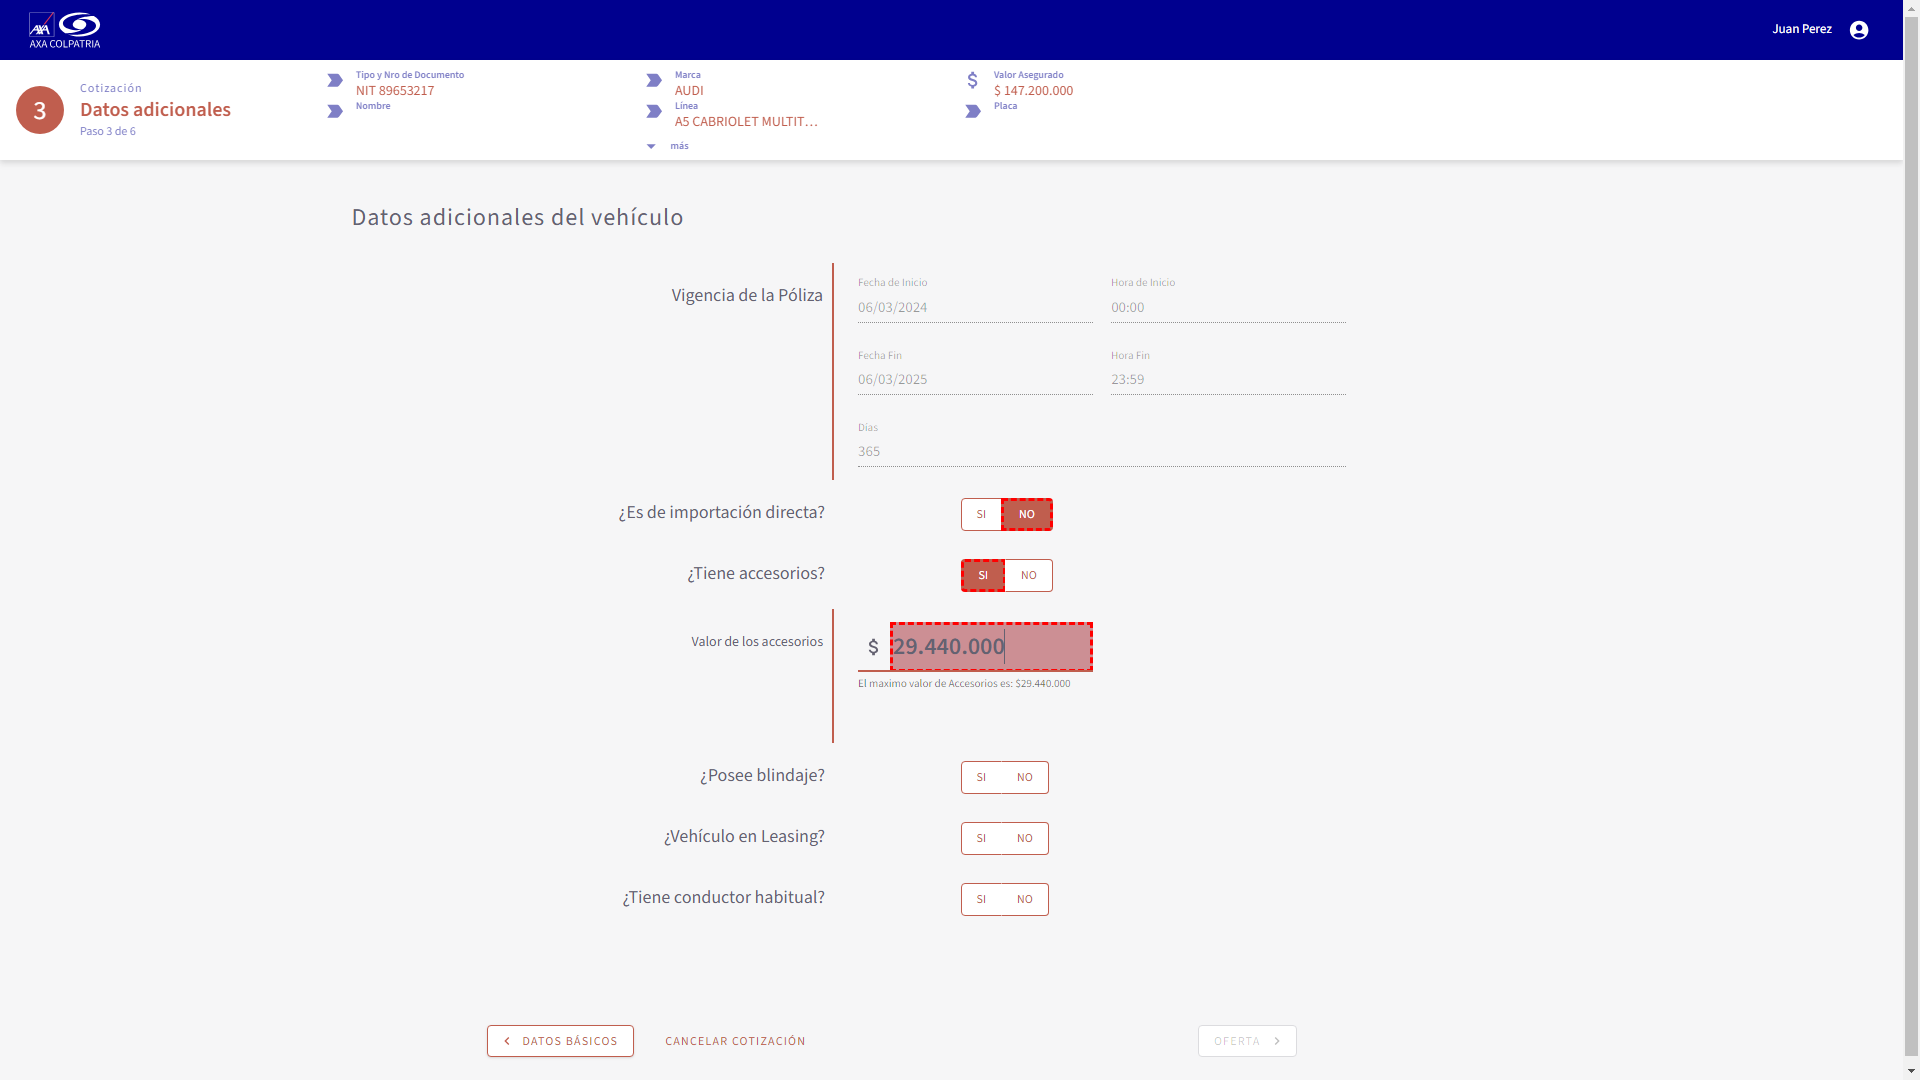 AXA
AXA COLPATRIA
Juan Perez
3
Cotización
Datos adicionales
Paso 3 de 6
Tipo y Nro de Documento
NIT 89653217
Nombre
Marca
AUDI
Línea
A5 CABRIOLET MULTIT...
más
$ Valor Asegurado
$ 147.200.000
Placa
Datos adicionales del vehículo
Vigencia de la Póliza
Fecha de Inicio
06/03/2024
Hora de Inicio
00:00
Fecha Fin
06/03/2025
Hora Fin
23:59
Días
365
¿Es de importación directa?
SI NO
¿Tiene accesorios?
SI NO
Valor de los accesorios
$ 29.440.000
El maximo valor de Accesorios es: $29.440.000
¿Posee blindaje?
SI NO
¿Vehículo en Leasing?
SI NO
¿Tiene conductor habitual?
SI NO
DATOS BÁSICOS
CANCELAR COTIZACIÓN
OFERTA